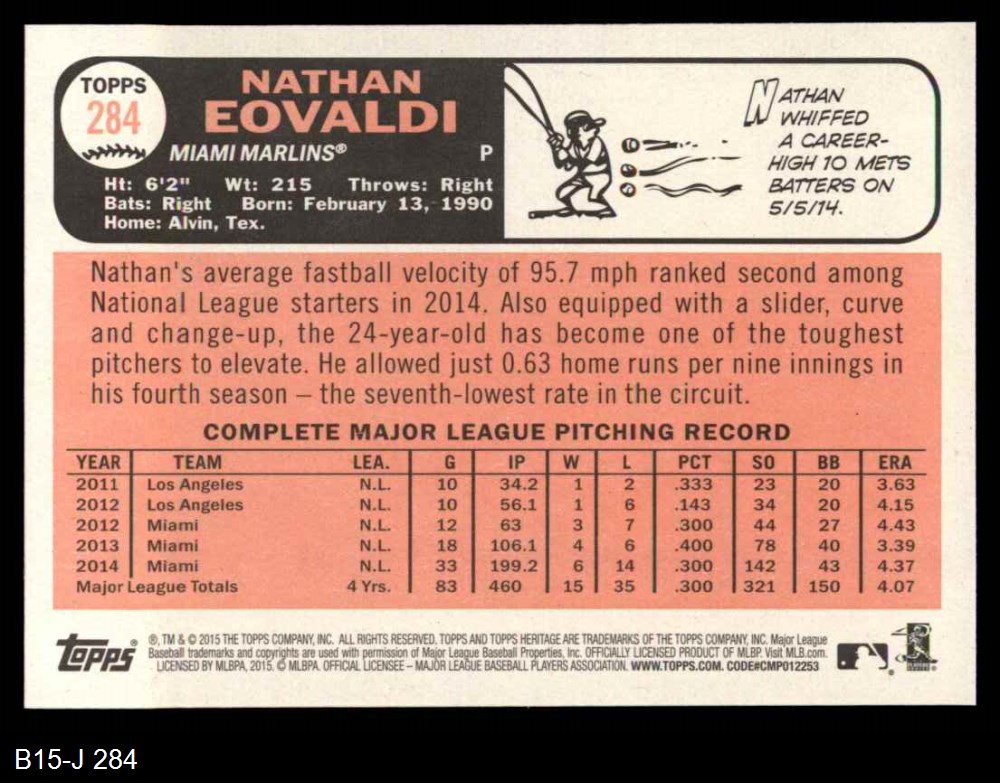 TOPPS
284
NATHAN
EOVALDI
MIAMI MARLINS® P
Ht: 6'2" Wt: 215 Throws: Right
Bats: Right Born: February 13, 1990
Home: Alvin, Tex.
NATHAN
WHIFFED
A CAREER-
HIGH 10 METS
BATTERS ON
5/5/14.
Nathan's average fastball velocity of 95.7 mph ranked second among
National League starters in 2014. Also equipped with a slider, curve
and change-up, the 24-year-old has become one of the toughest
pitchers to elevate. He allowed just 0.63 home runs per nine innings in
his fourth season – the seventh-lowest rate in the circuit.
COMPLETE MAJOR LEAGUE PITCHING RECORD
YEAR TEAM LEA. G IP W L PCT SO BB ERA
2011 Los Angeles N.L. 10 34.2 1 2 .333 23 20 3.63
2012 Los Angeles N.L. 10 56.1 1 6 .143 34 20 4.15
2012 Miami N.L. 12 63 3 7 .300 44 27 4.43
2013 Miami N.L. 18 106.1 4 6 .400 78 40 3.39
2014 Miami N.L. 33 199.2 6 14 .300 142 43 4.37
Major League Totals 4 Yrs. 83 460 15 35 .300 321 150 4.07
Topps®
®, TM & © 2015 THE TOPPS COMPANY, INC. ALL RIGHTS RESERVED. TOPPS AND TOPPS HERITAGE ARE TRADEMARKS OF THE TOPPS COMPANY, INC. Major League
Baseball trademarks and copyrights are used with permission of Major League Baseball Properties, Inc. OFFICIALLY LICENSED PRODUCT OF MLBP. Visit MLB.com.
LICENSED BY MLBPA, 2015. © MLBPA. OFFICIAL LICENSEE – MAJOR LEAGUE BASEBALL PLAYERS ASSOCIATION. WWW.TOPPS.COM. CODE#CMP012253
B15-J 284